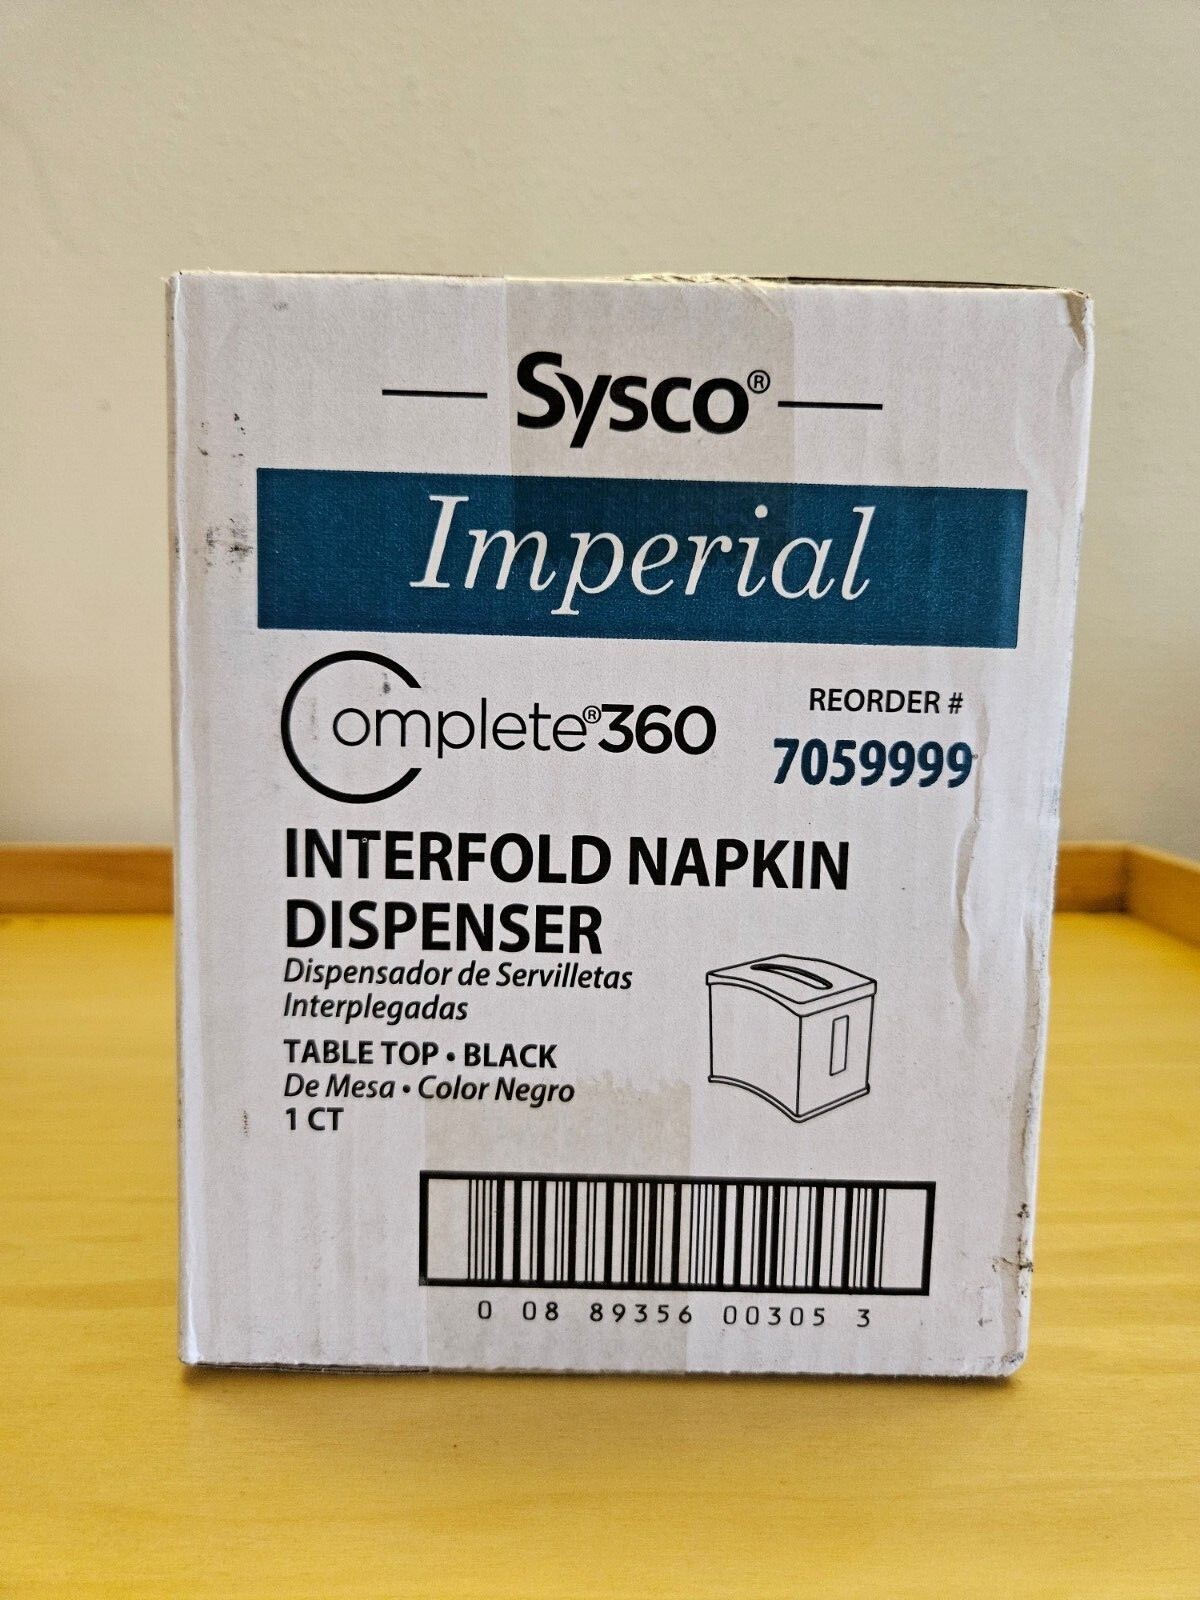 Sysco®
Imperial
Complete®360
REORDER #
7059999
INTERFOLD NAPKIN
DISPENSER
Dispensador de Servilletas
Interplegadas
TABLE TOP • BLACK
De Mesa • Color Negro
1 CT
0 08 89356 00305 3